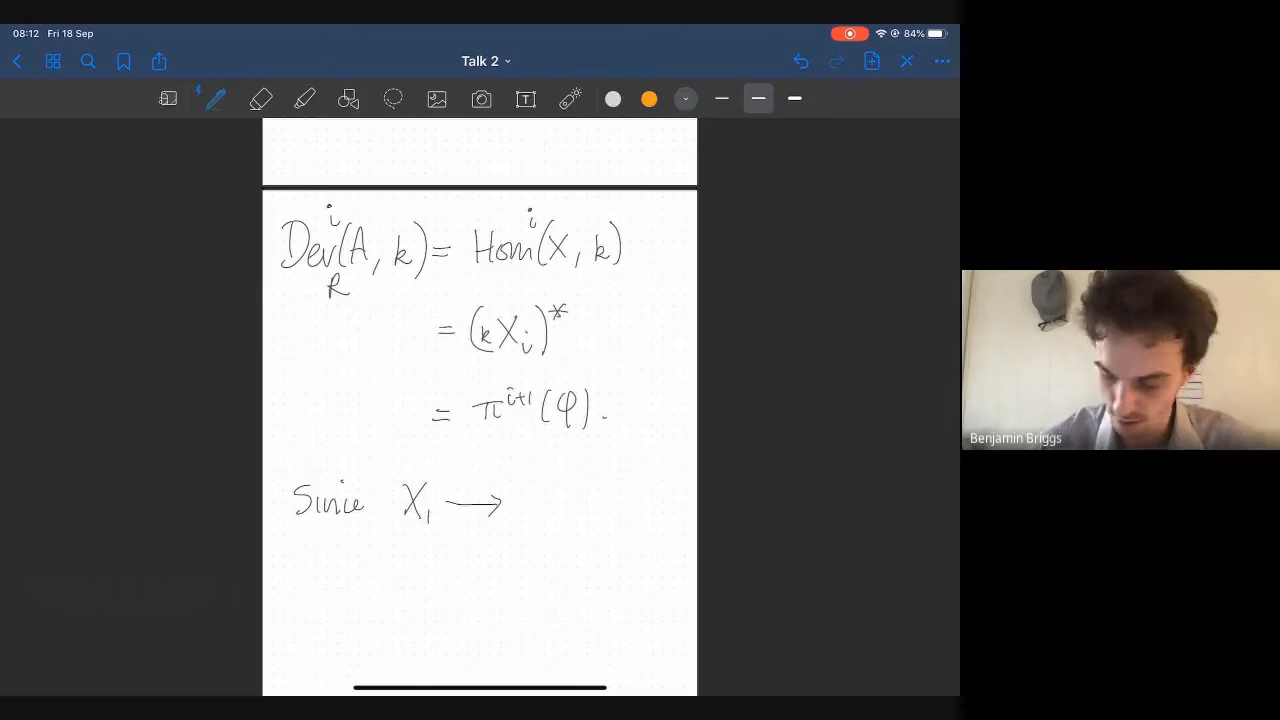 08:12 Fri 18 Sep 84%
Talk 2
T
Der^i_R(A, k) = Hom^i(X, k)
= (kX_i)^*
= π^{i+1}(φ).
Since X_1 →
Benjamin Briggs